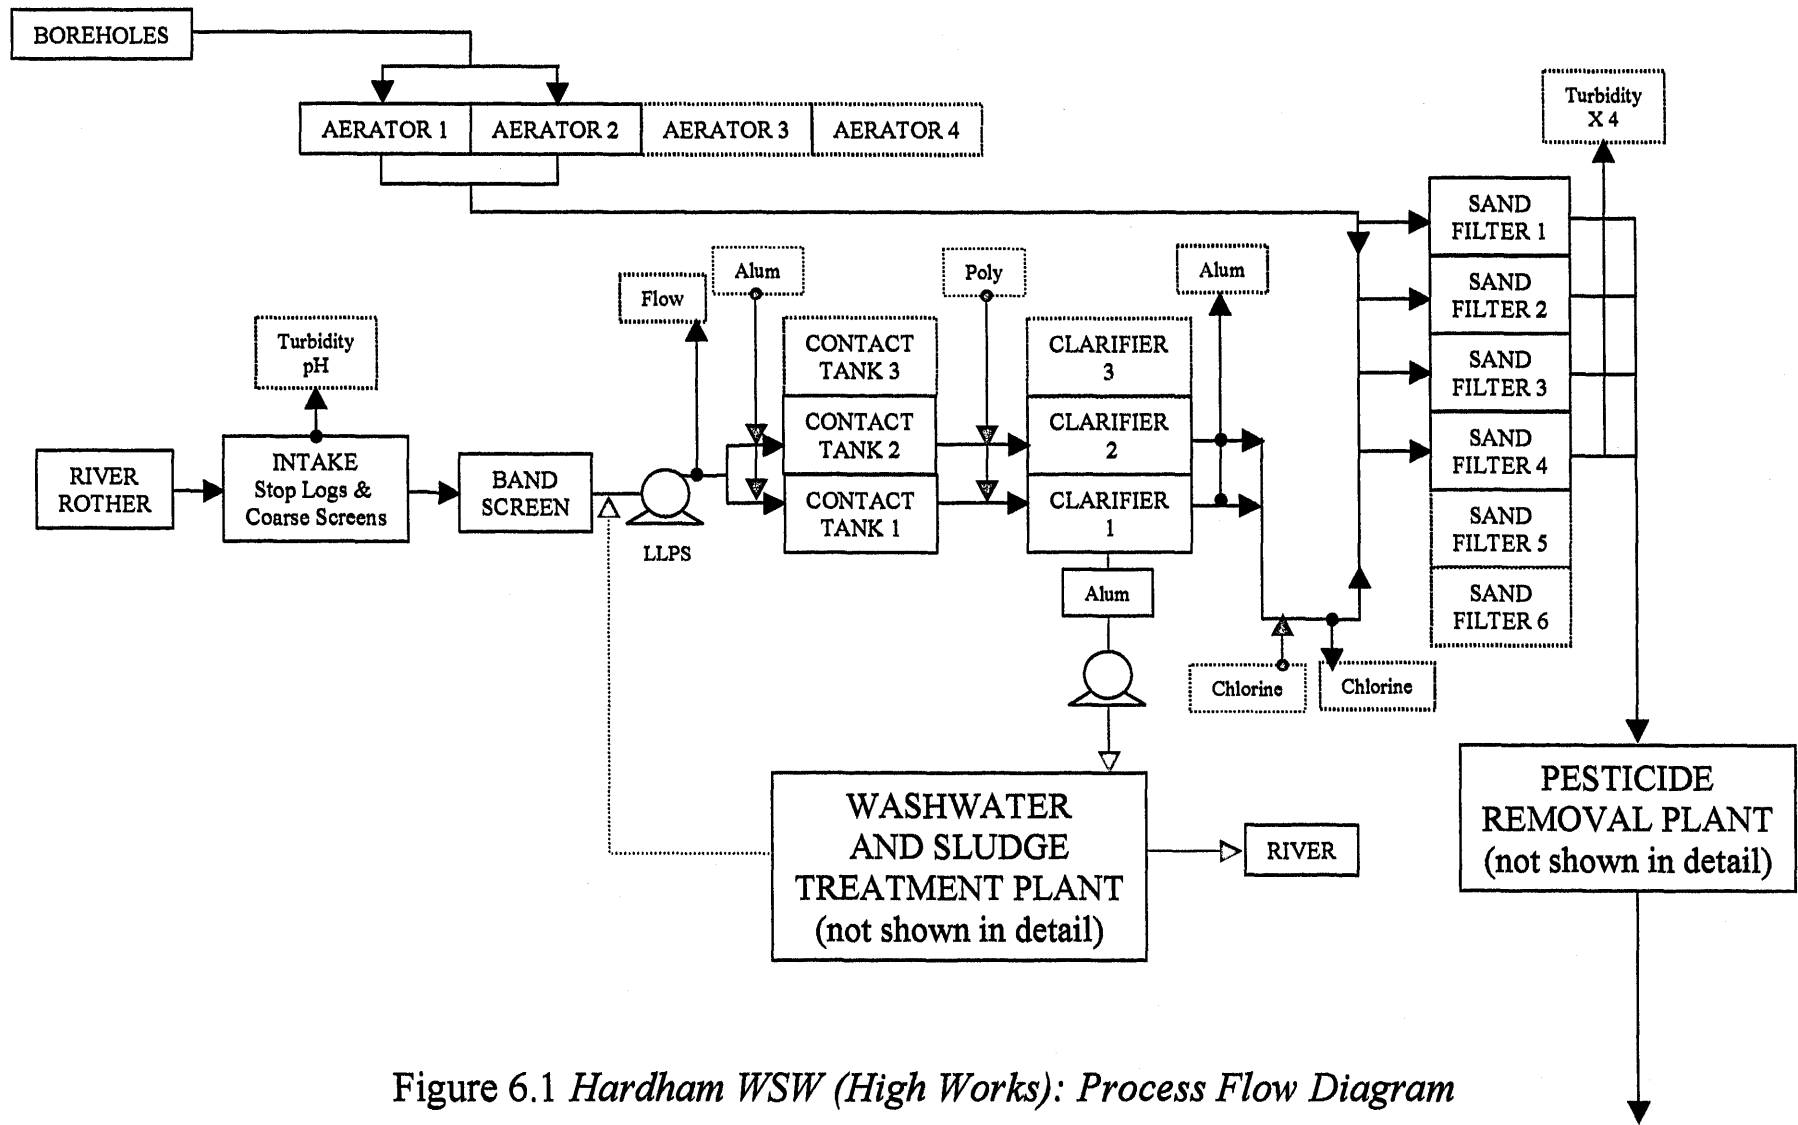 BOREHOLES
AERATOR 1
AERATOR 2
AERATOR 3
AERATOR 4
Turbidity
X 4
SAND
FILTER 1
SAND
FILTER 2
SAND
FILTER 3
SAND
FILTER 4
SAND
FILTER 5
SAND
FILTER 6
Turbidity
pH
Flow
Alum
Poly
Alum
CONTACT
TANK 3
CONTACT
TANK 2
CONTACT
TANK 1
CLARIFIER
3
CLARIFIER
2
CLARIFIER
1
RIVER
ROTHER
INTAKE
Stop Logs &
Coarse Screens
BAND
SCREEN
LLPS
Alum
Chlorine
Chlorine
WASHWATER
AND SLUDGE
TREATMENT PLANT
(not shown in detail)
RIVER
PESTICIDE
REMOVAL PLANT
(not shown in detail)
Figure 6.1 Hardham WSW (High Works): Process Flow Diagram